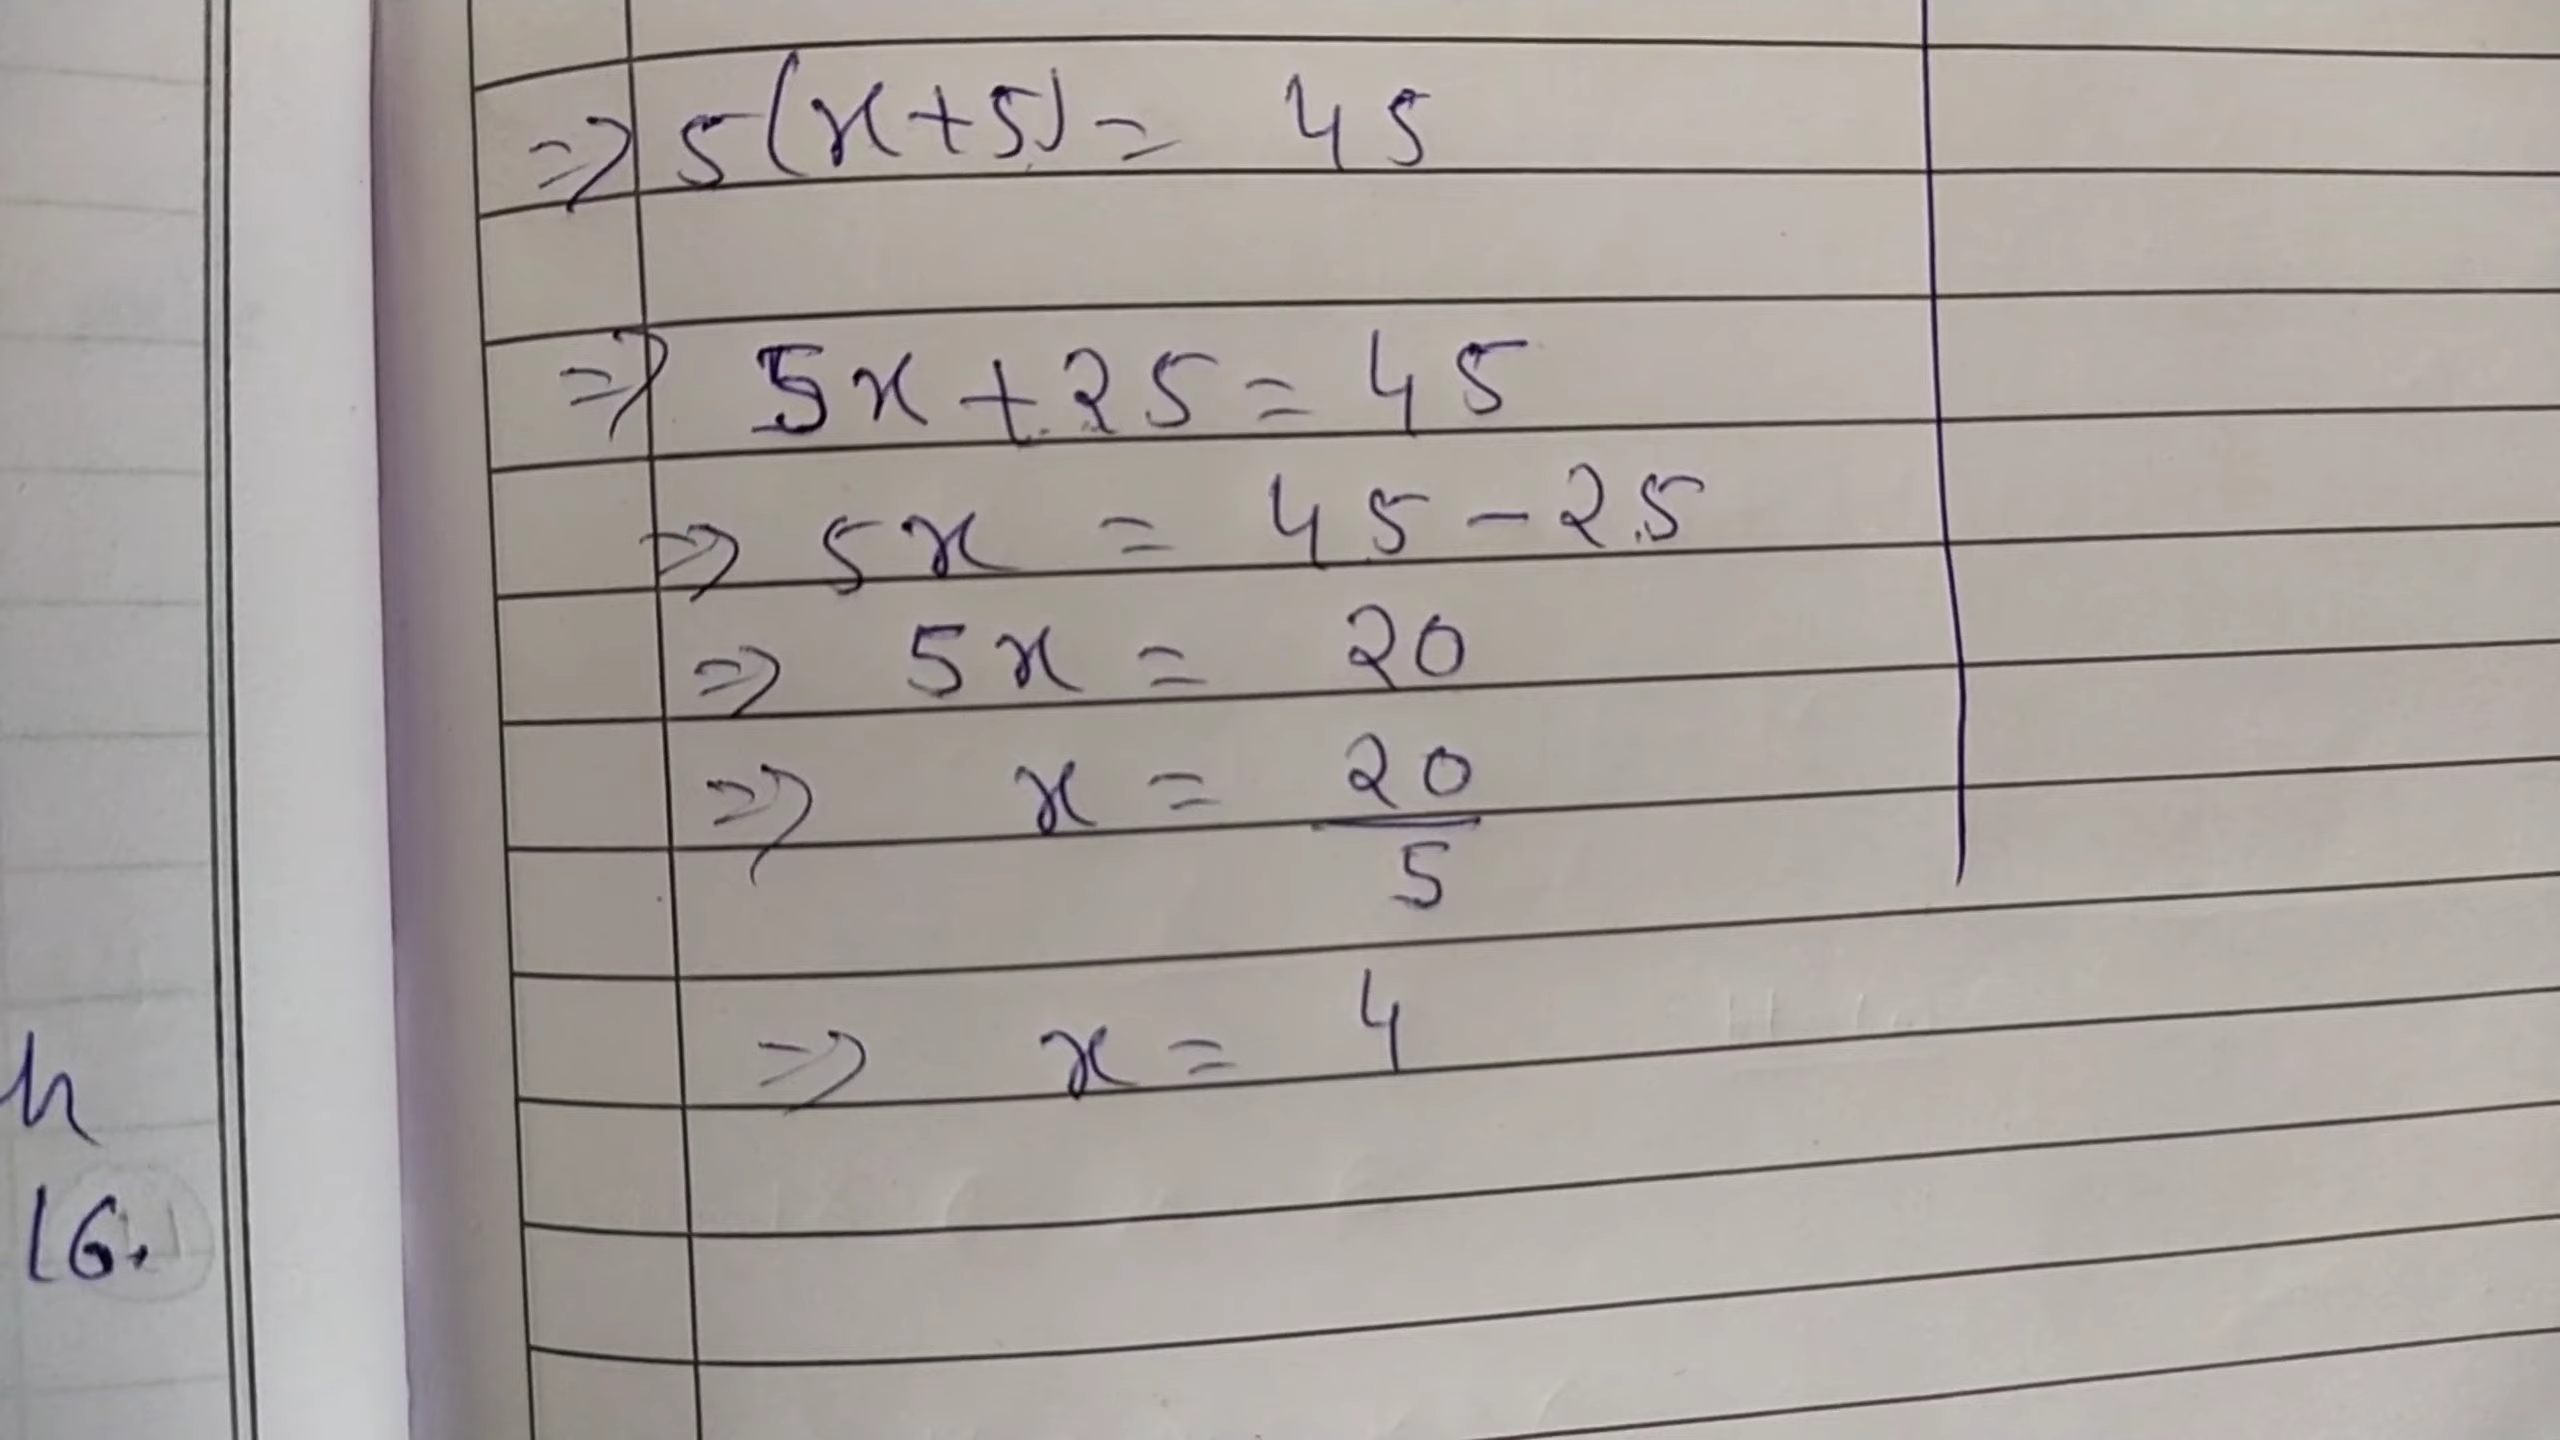 ⇒ 5(x+5) = 45
⇒ 5x + 25 = 45
⇒ 5x = 45 - 25
⇒ 5x = 20
⇒ x = 20/5
⇒ x = 4
h
16.